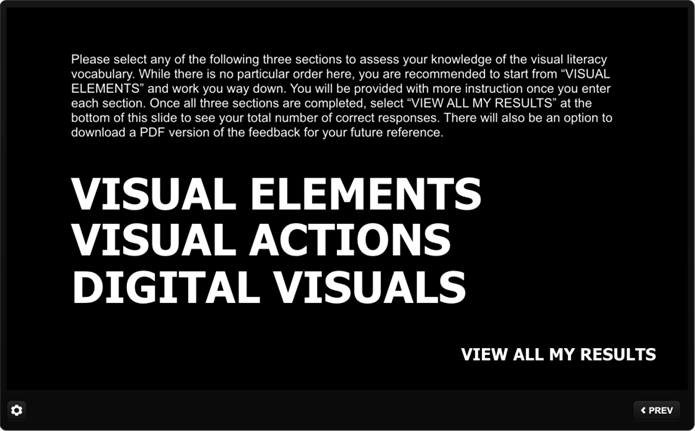 Please select any of the following three sections to assess your knowledge of the visual literacy
vocabulary. While there is no particular order here, you are recommended to start from “VISUAL
ELEMENTS” and work you way down. You will be provided with more instruction once you enter
each section. Once all three sections are completed, select “VIEW ALL MY RESULTS” at the
bottom of this slide to see your total number of correct responses. There will also be an option to
download a PDF version of the feedback for your future reference.
VISUAL ELEMENTS
VISUAL ACTIONS
DIGITAL VISUALS
VIEW ALL MY RESULTS
PREV